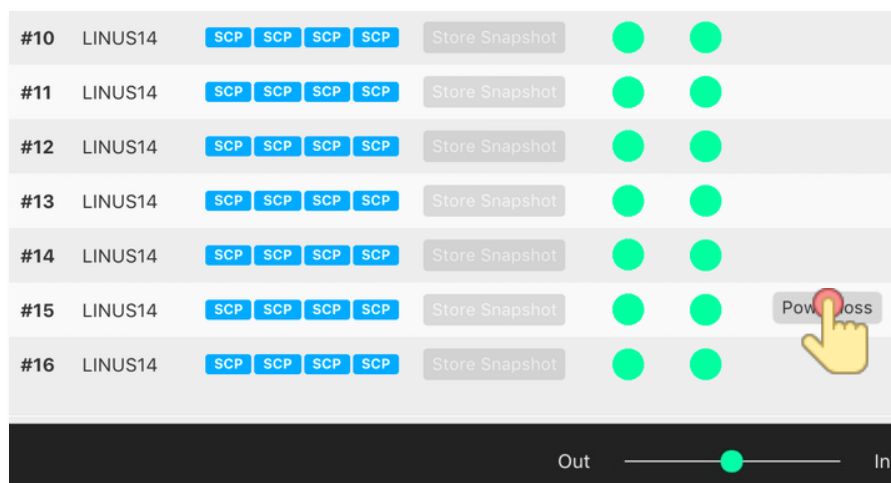 #10 LINUS14 SCP SCP SCP SCP Store Snapshot
#11 LINUS14 SCP SCP SCP SCP Store Snapshot
#12 LINUS14 SCP SCP SCP SCP Store Snapshot
#13 LINUS14 SCP SCP SCP SCP Store Snapshot
#14 LINUS14 SCP SCP SCP SCP Store Snapshot
#15 LINUS14 SCP SCP SCP SCP Store Snapshot
#16 LINUS14 SCP SCP SCP SCP Store Snapshot
Out In